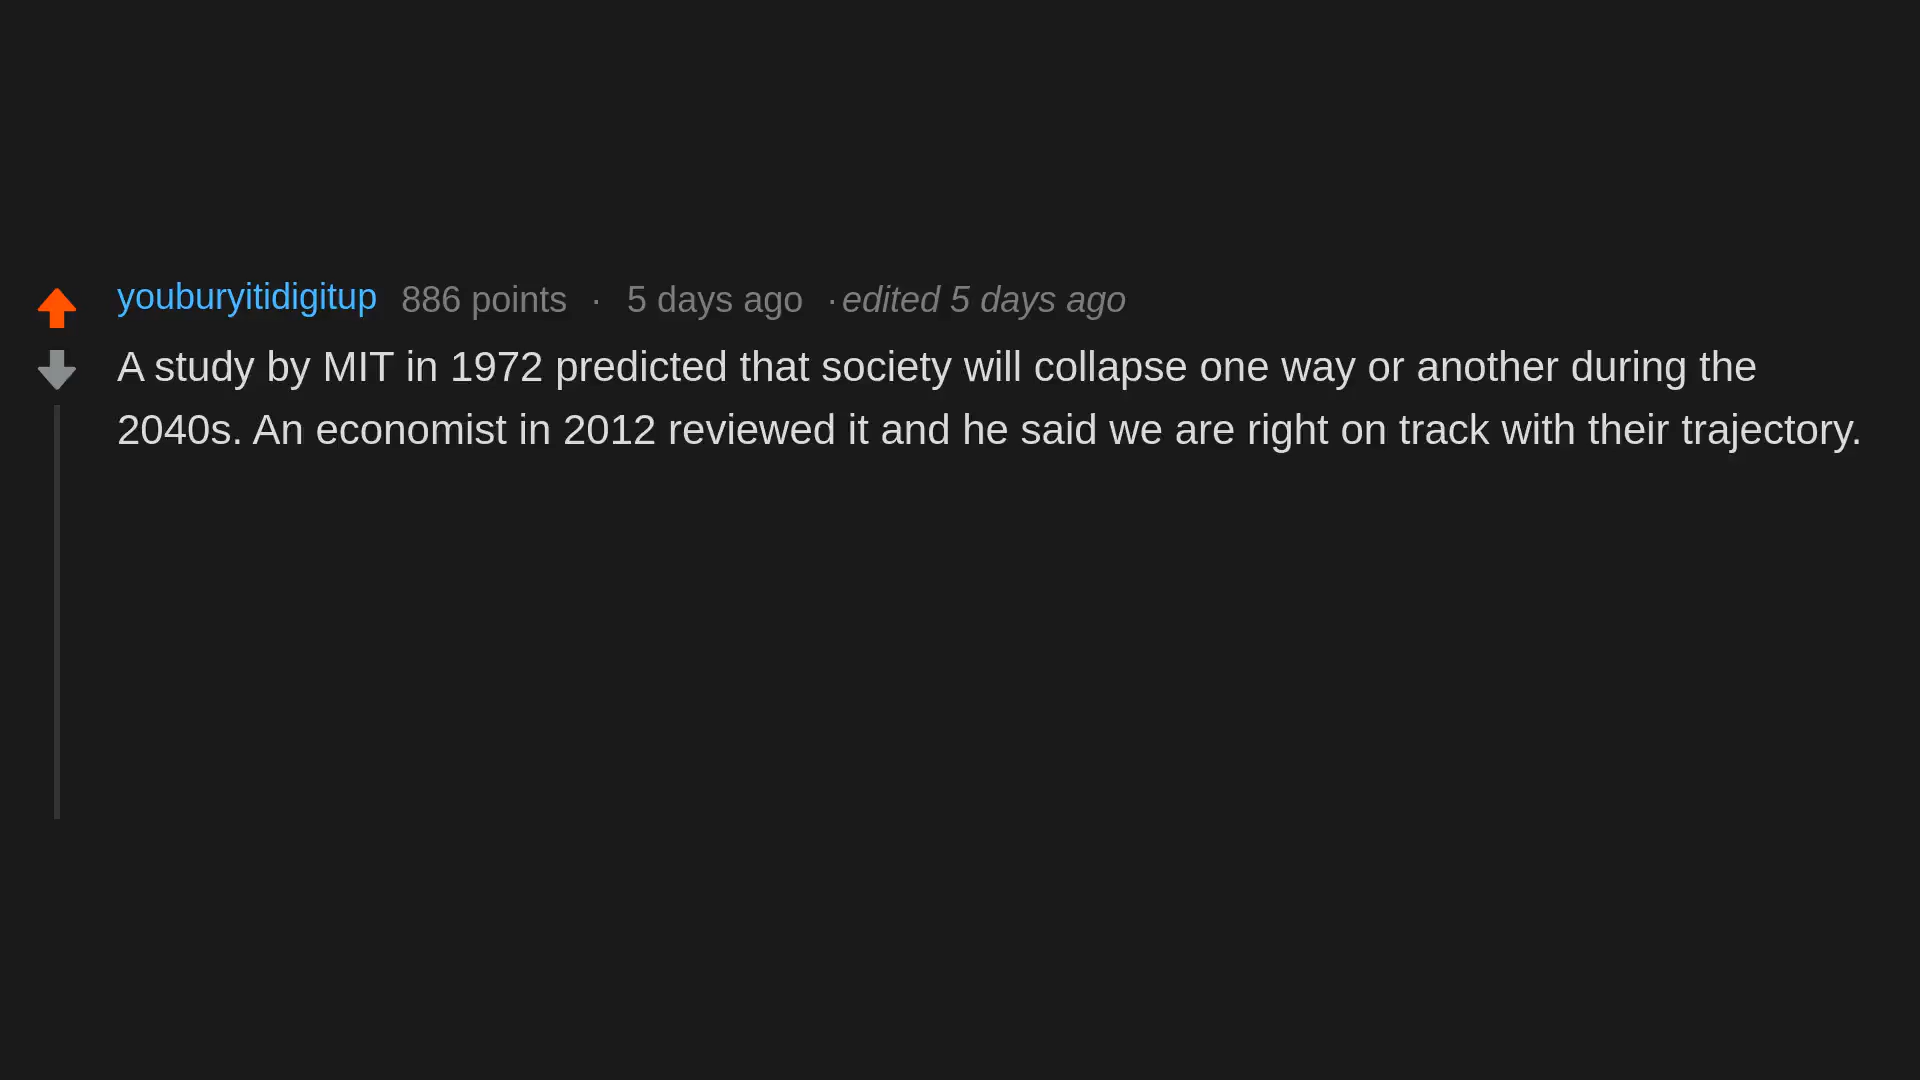 youburyitidigitup 886 points · 5 days ago · edited 5 days ago
A study by MIT in 1972 predicted that society will collapse one way or another during the
2040s. An economist in 2012 reviewed it and he said we are right on track with their trajectory.